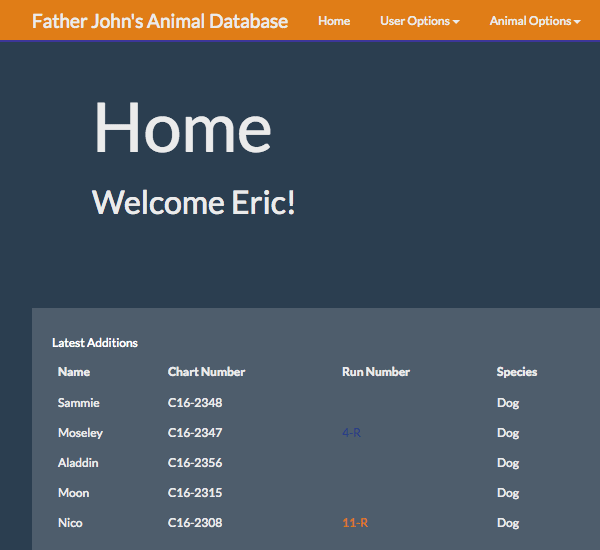 Father John's Animal Database Home User Options Animal Options
Home
Welcome Eric!
Latest Additions
Name Chart Number Run Number Species
Sammie C16-2348 Dog
Moseley C16-2347 4-R Dog
Aladdin C16-2356 Dog
Moon C16-2315 Dog
Nico C16-2308 11-R Dog